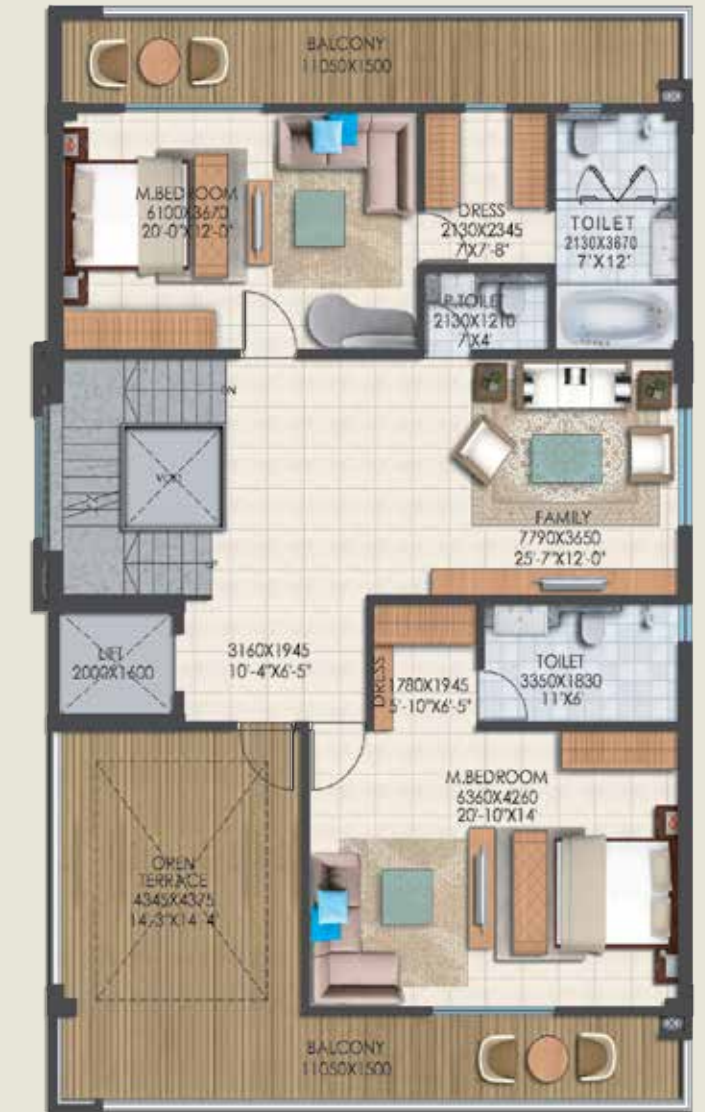 BALCONY
11050X1500
M.BEDROOM
6100X3670
20'-0"X12'-0"
DRESS
2130X2345
7'X7'-8"
TOILET
2130X3670
7'X12'
P.TOILET
2130X1210
7'X4'
DN
VOID
UP
FAMILY
7790X3650
25'-7"X12'-0"
LIFT
2000X1600
3160X1945
10'-4"X6'-5"
DRESS
1780X1945
5'-10"X6'-5"
TOILET
3350X1830
11'X6'
M.BEDROOM
6360X4260
20'-10"X14'
OPEN
TERRACE
4345X4375
14'-3"X14'-4"
BALCONY
11050X1500